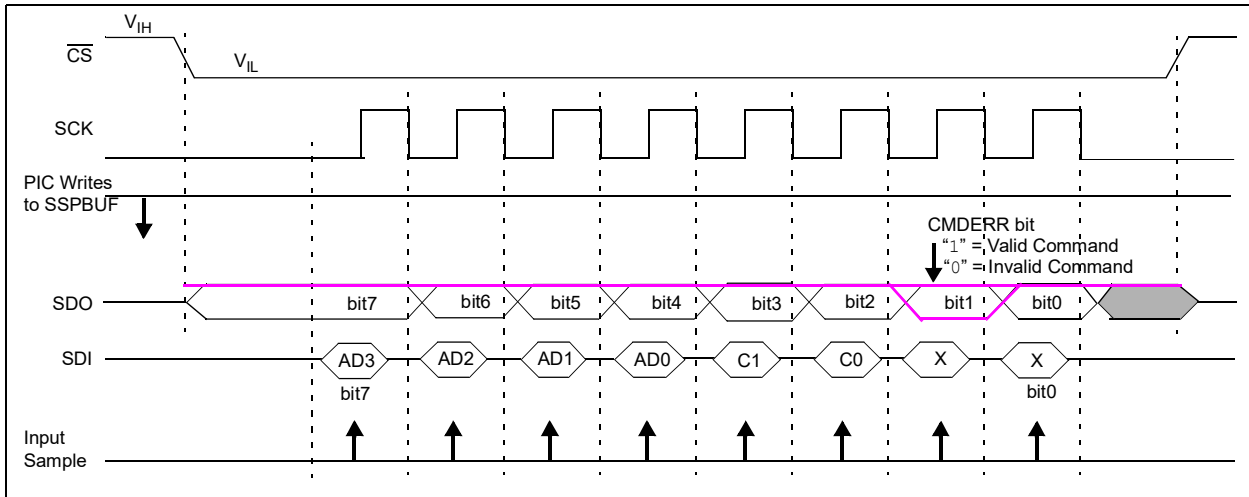 VIH
CS
VIL
SCK
PIC Writes
to SSPBUF
CMDERR bit
“1” = Valid Command
“0” = Invalid Command
SDO bit7 bit6 bit5 bit4 bit3 bit2 bit1 bit0
SDI AD3 AD2 AD1 AD0 C1 C0 X X
bit7 bit0
Input
Sample